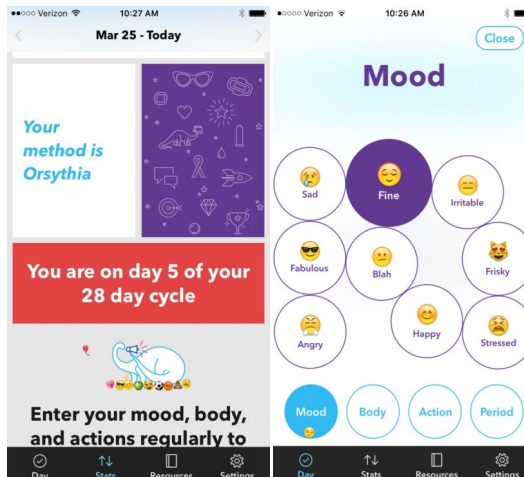 ●●○○○ Verizon 10:27 AM
Mar 25 - Today
Your
method is
Orsythia
You are on day 5 of your
28 day cycle
Enter your mood, body,
and actions regularly to
Day Stats Resources Settings
●○○○○ Verizon 10:26 AM
Close
Mood
Sad
Fine
Irritable
Fabulous
Blah
Frisky
Angry
Happy
Stressed
Mood Body Action Period
Day Stats Resources Settings